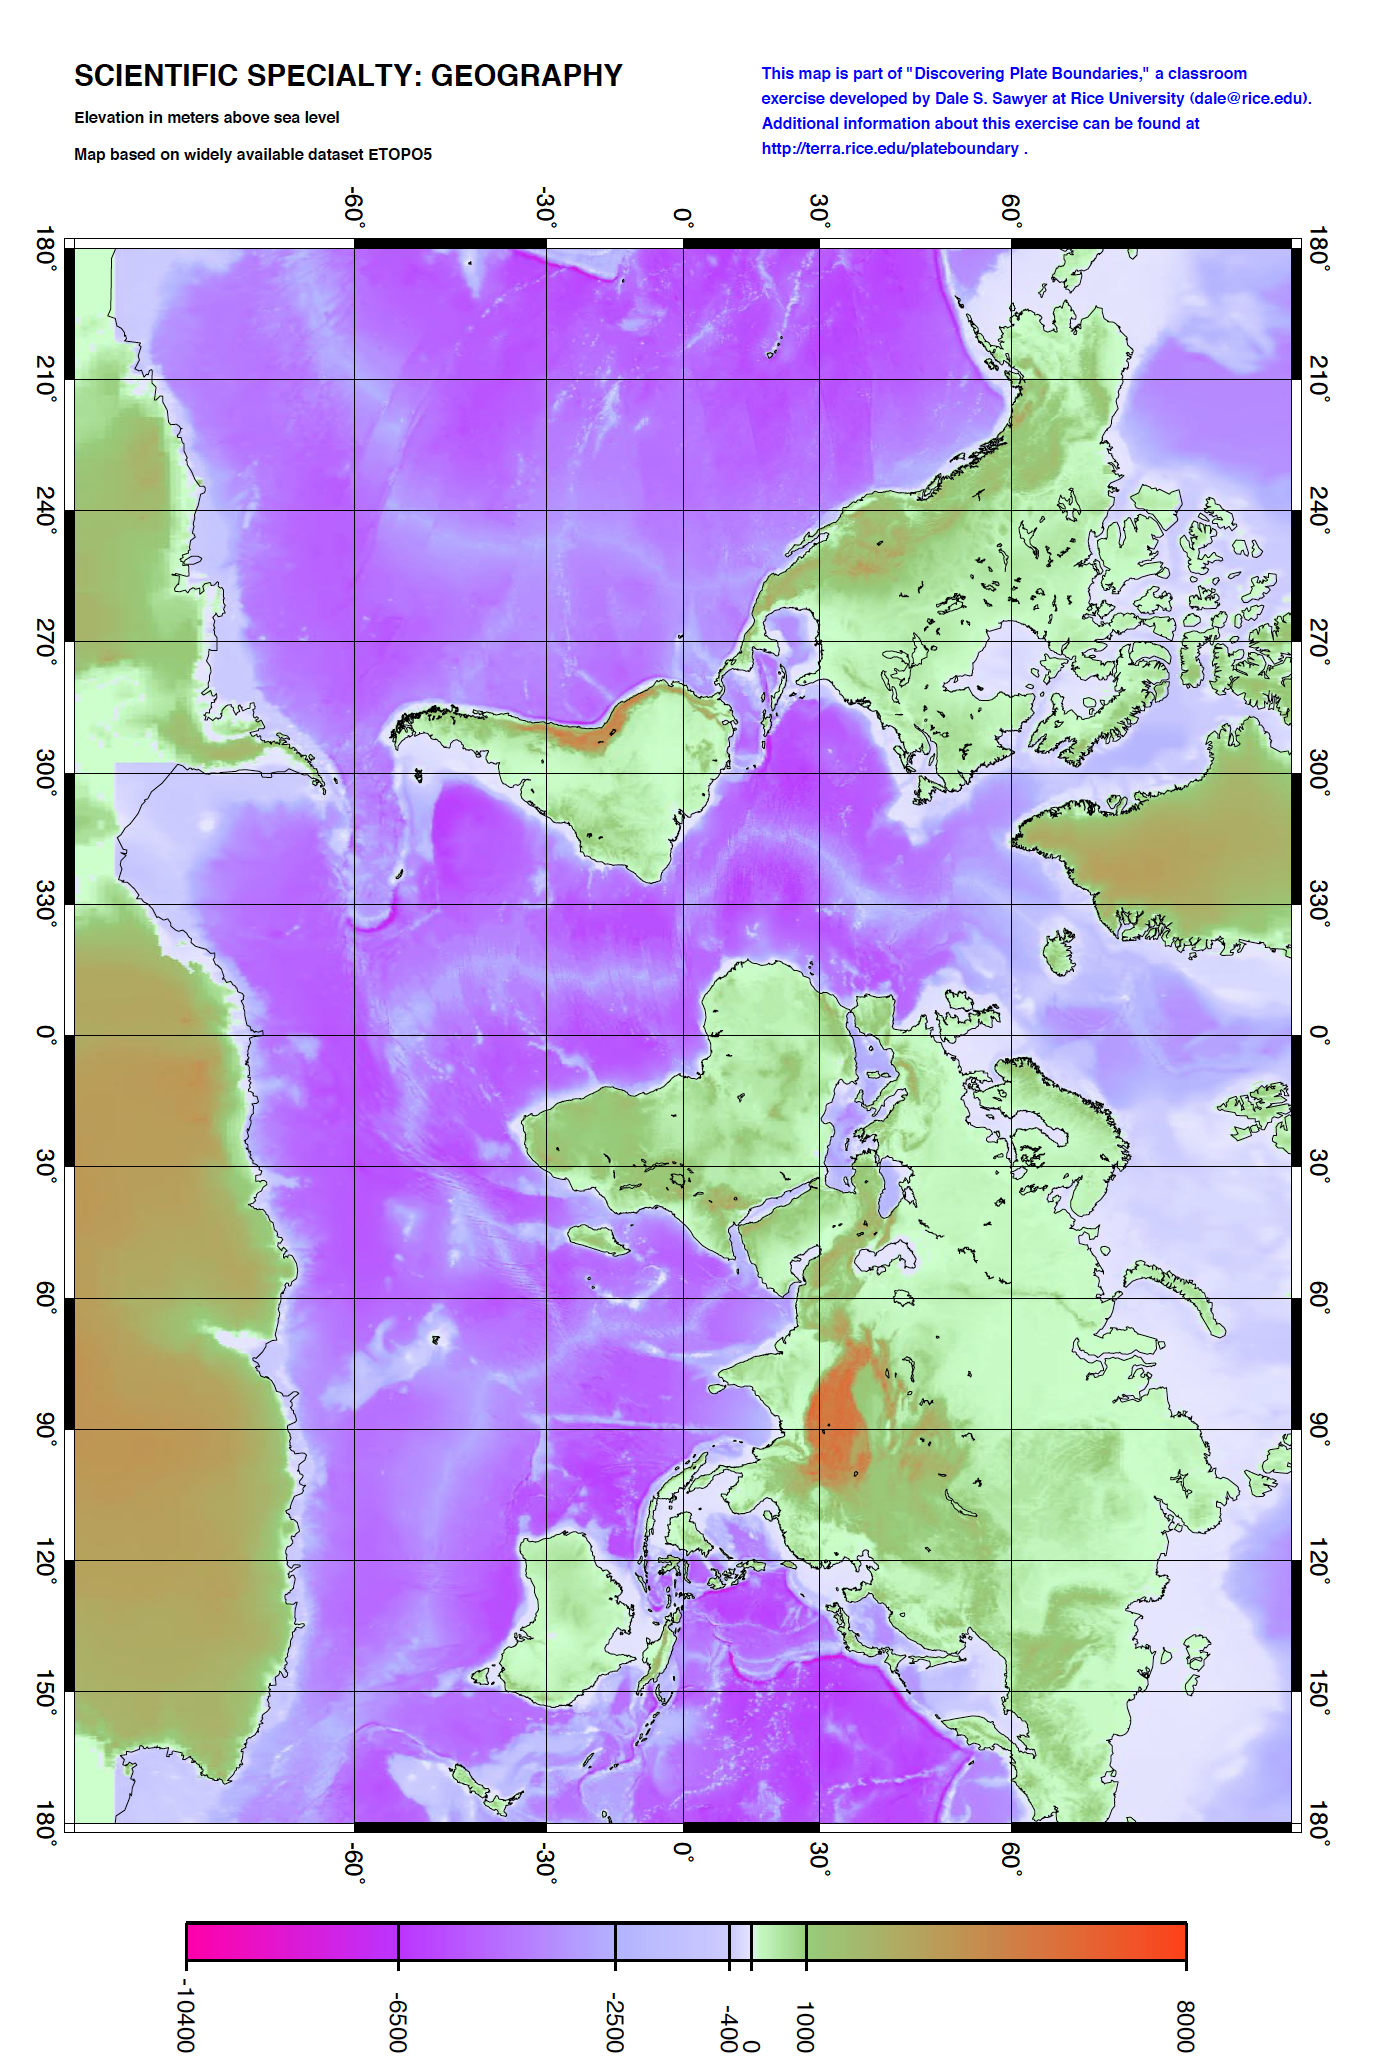 SCIENTIFIC SPECIALTY: GEOGRAPHY
Elevation in meters above sea level
Map based on widely available dataset ETOPO5
This map is part of "Discovering Plate Boundaries," a classroom
exercise developed by Dale S. Sawyer at Rice University (dale@rice.edu).
Additional information about this exercise can be found at
http://terra.rice.edu/plateboundary .
-60° -30° 0° 30° 60°
180° 180°
210° 210°
240° 240°
270° 270°
300° 300°
330° 330°
0° 0°
30° 30°
60° 60°
90° 90°
120° 120°
150° 150°
180° 180°
-60° -30° 0° 30° 60°
-10400 -6500 -2500 -400 0 1000 8000